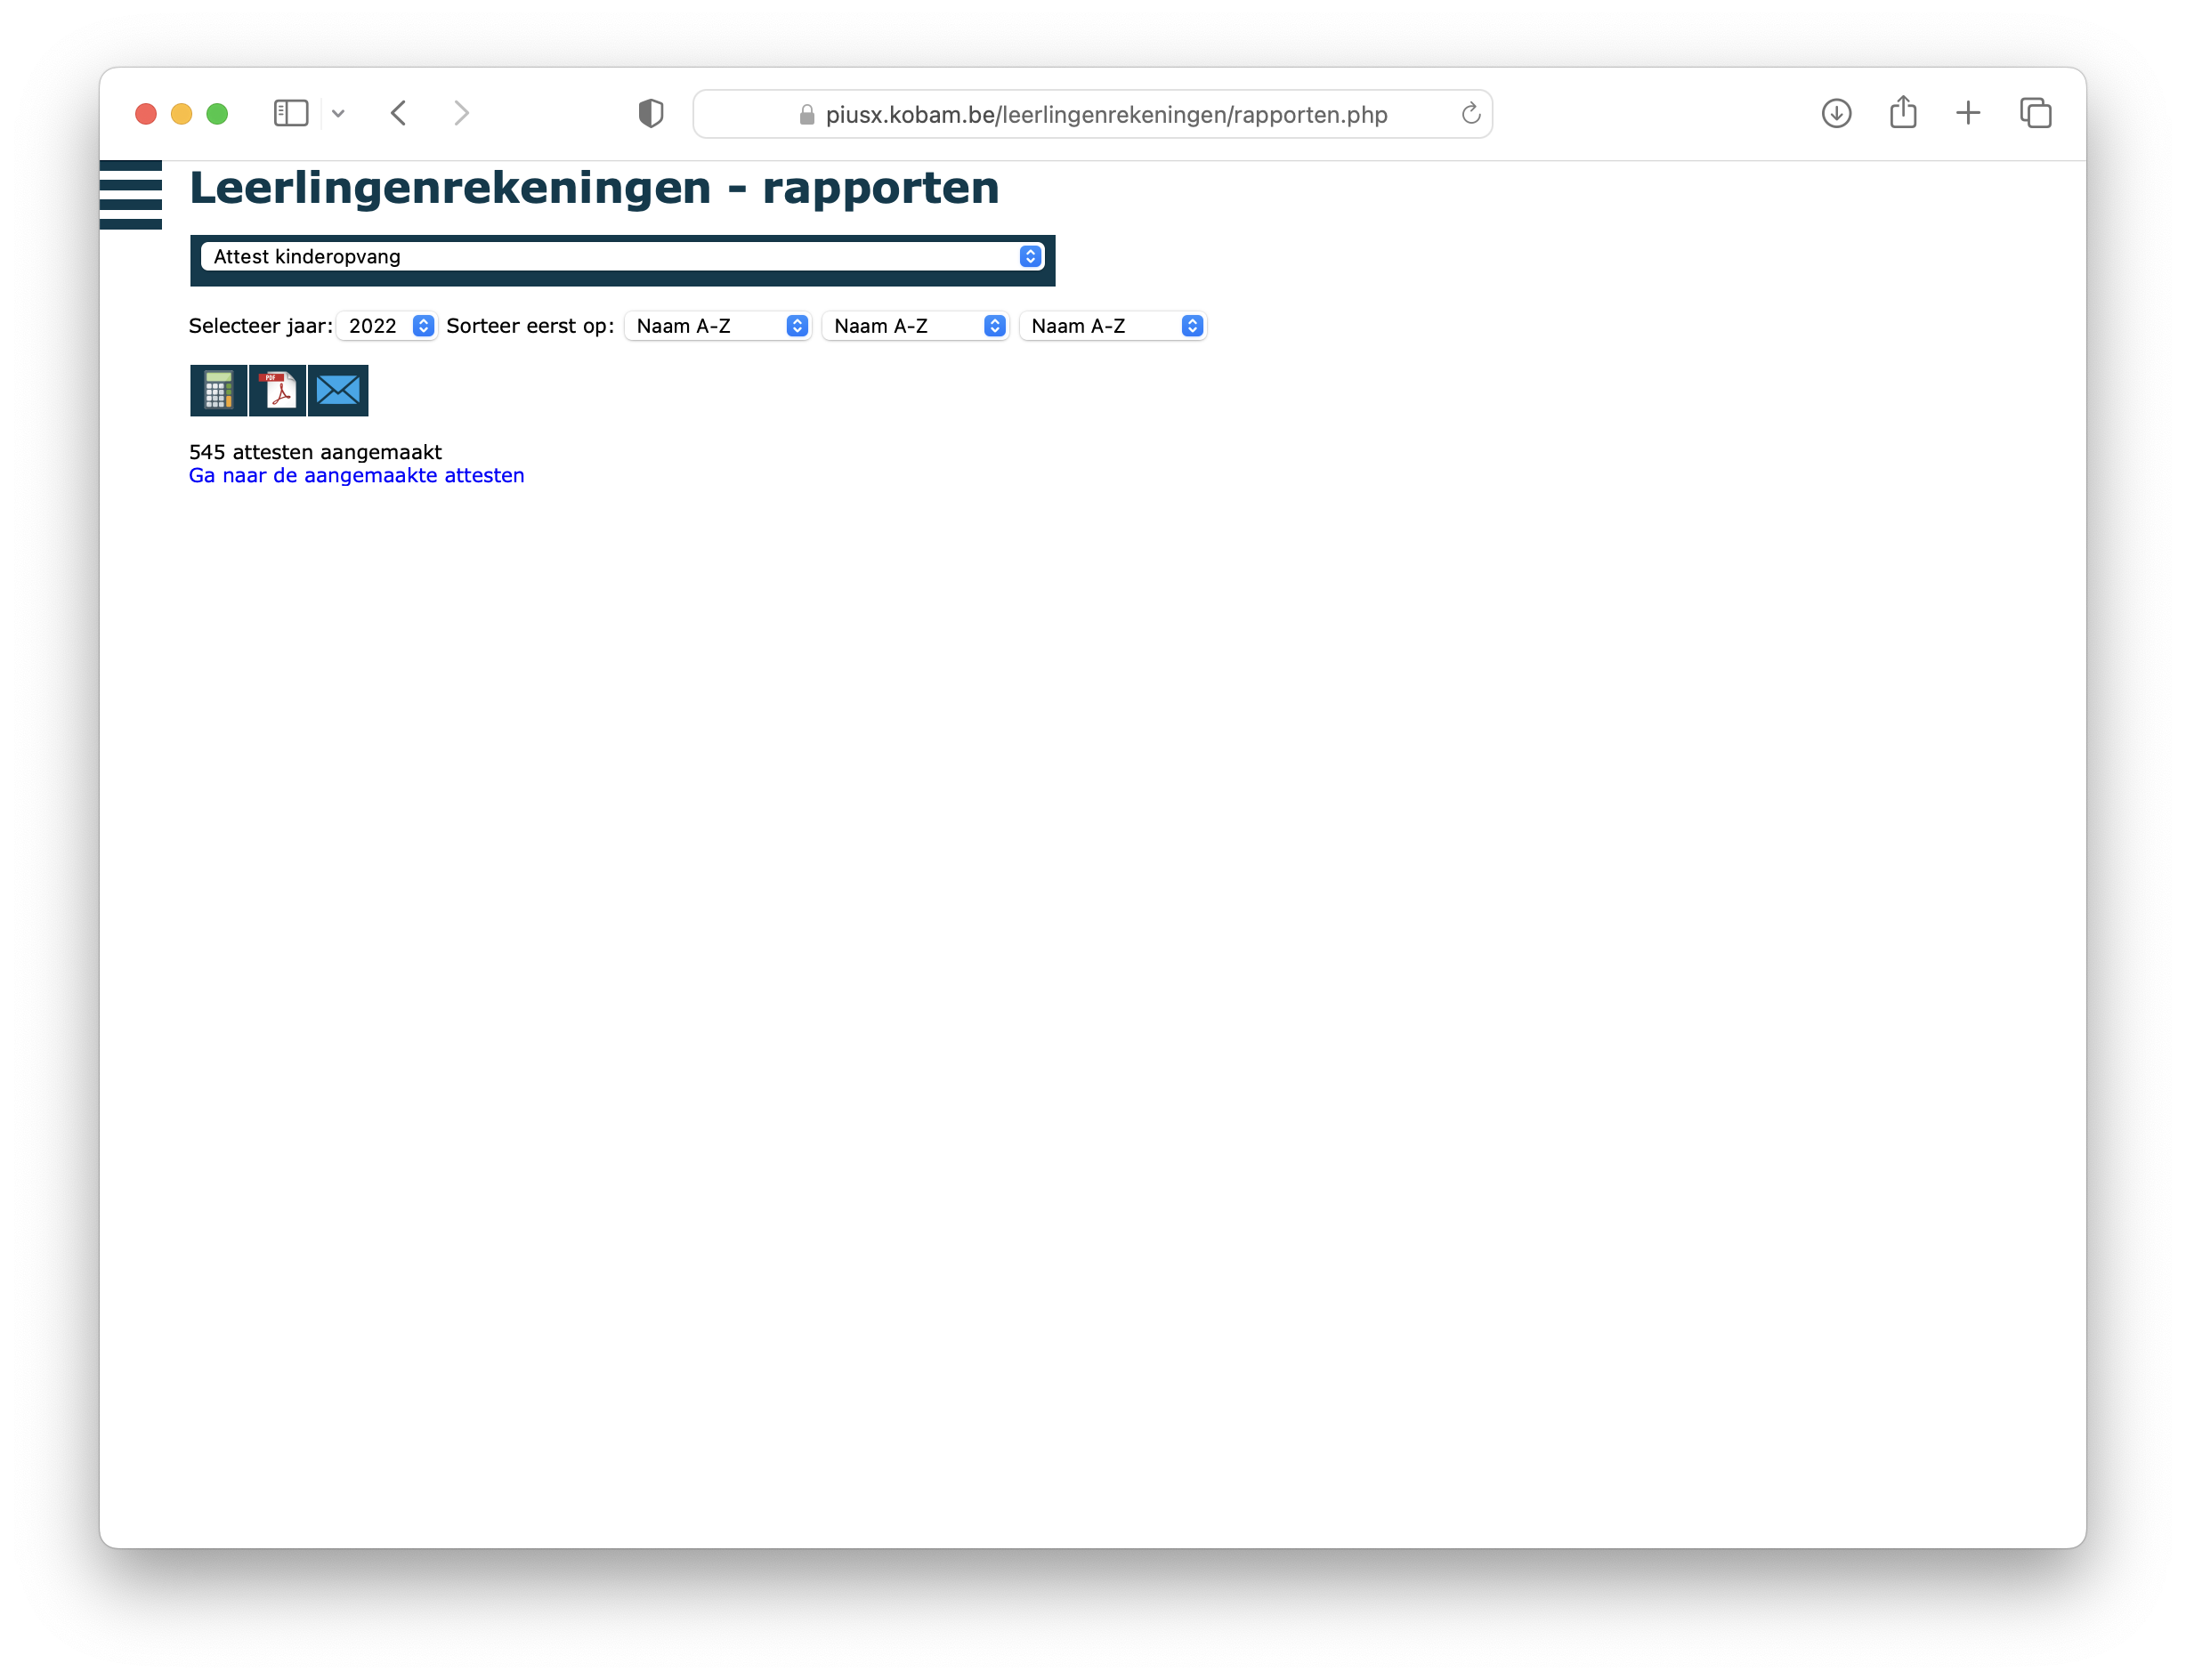 piusx.kobam.be/leerlingenrekeningen/rapporten.php
Leerlingenrekeningen - rapporten
Attest kinderopvang
Selecteer jaar: 2022 Sorteer eerst op: Naam A-Z Naam A-Z Naam A-Z
PDF
545 attesten aangemaakt
Ga naar de aangemaakte attesten